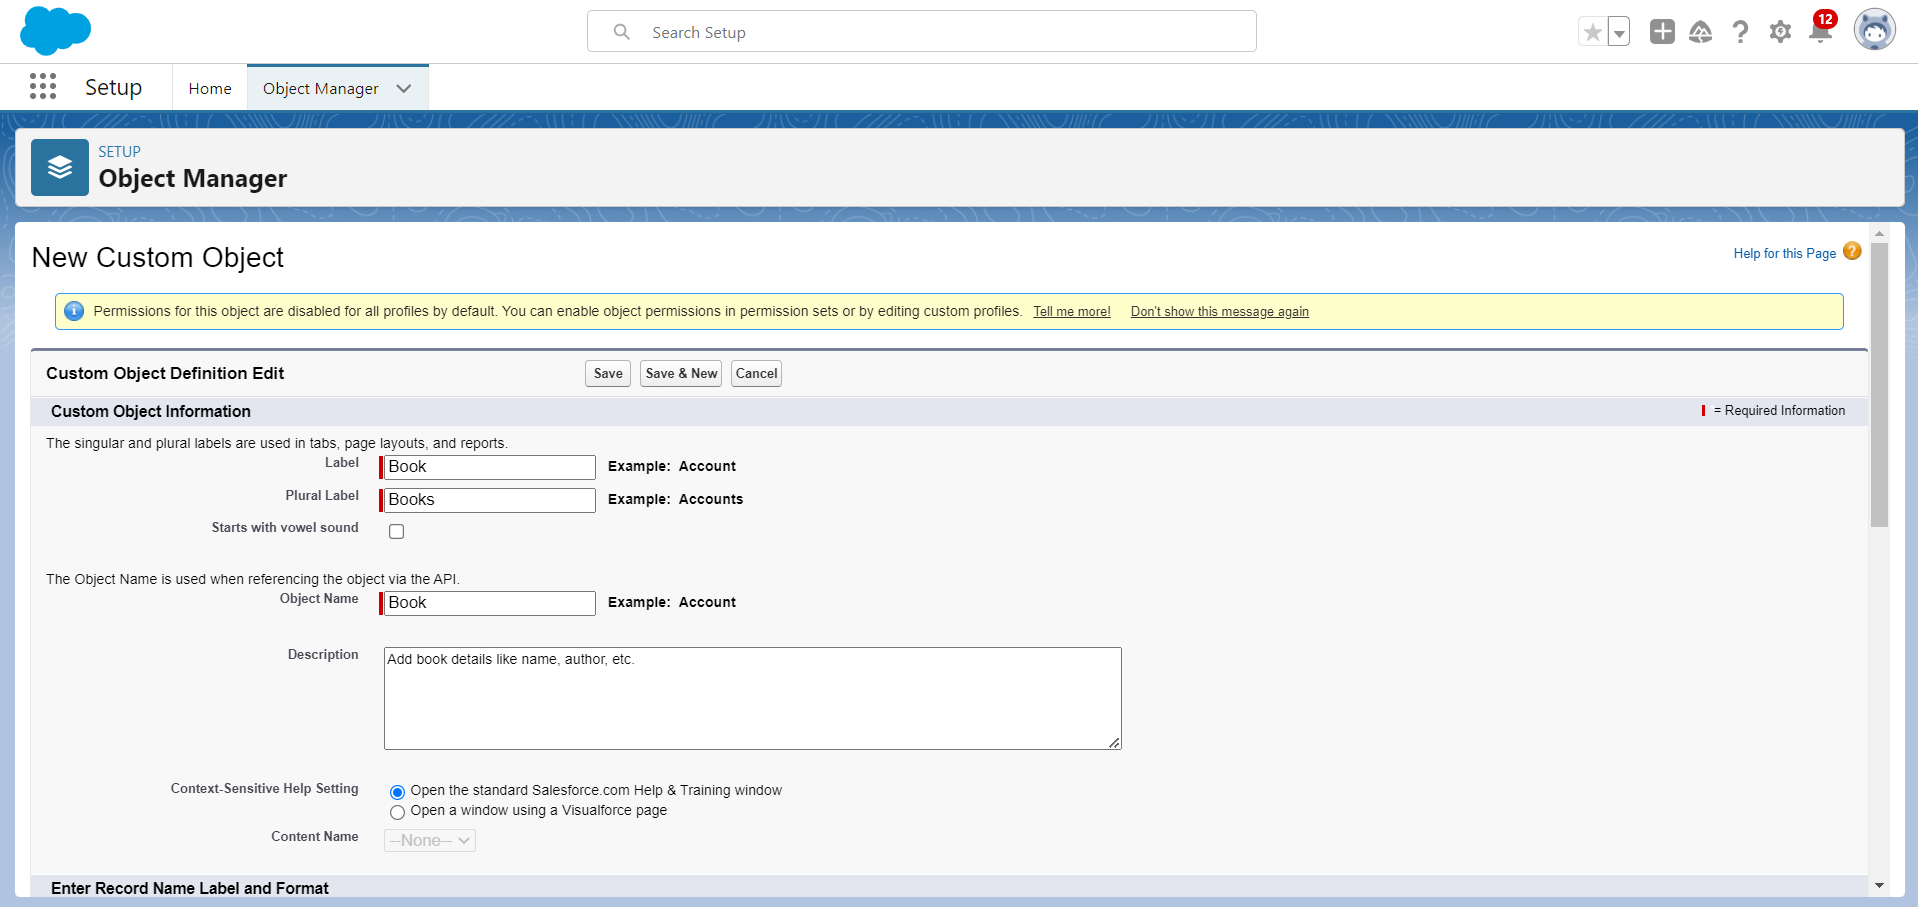 Search Setup
12
Setup
Home
Object Manager
SETUP
Object Manager
New Custom Object
Help for this Page ?
i Permissions for this object are disabled for all profiles by default. You can enable object permissions in permission sets or by editing custom profiles. Tell me more! Don't show this message again
Custom Object Definition Edit
Save
Save & New
Cancel
Custom Object Information
= Required Information
The singular and plural labels are used in tabs, page layouts, and reports.
Label Book Example: Account
Plural Label Books Example: Accounts
Starts with vowel sound
The Object Name is used when referencing the object via the API.
Object Name Book Example: Account
Description Add book details like name, author, etc.
Context-Sensitive Help Setting Open the standard Salesforce.com Help & Training window
Open a window using a Visualforce page
Content Name --None--
Enter Record Name Label and Format